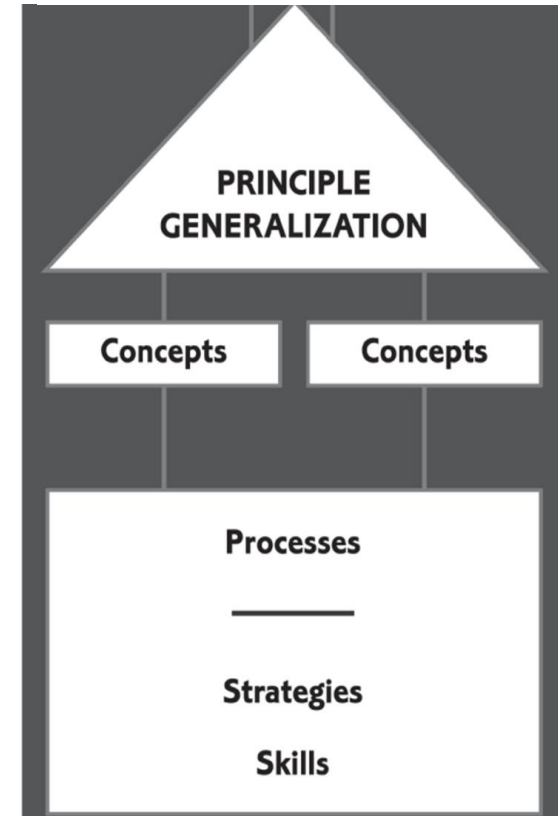 PRINCIPLE
GENERALIZATION
Concepts Concepts
Processes
Strategies
Skills